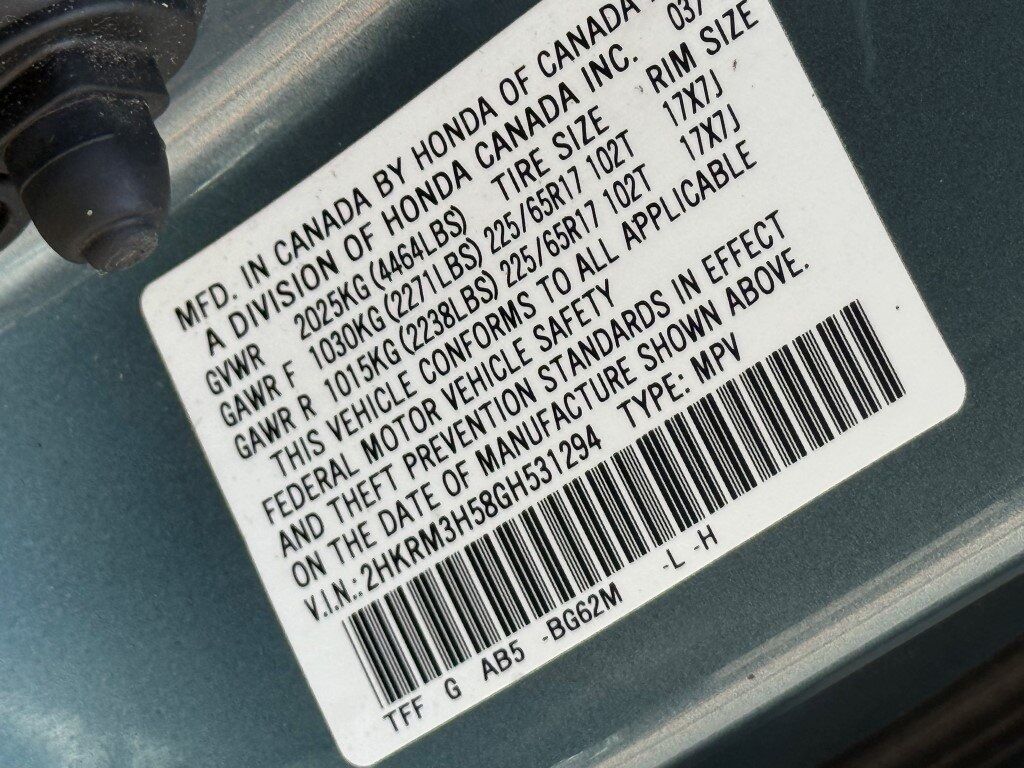 MFD. IN CANADA BY HONDA OF CANADA
A DIVISION OF HONDA CANADA INC. 03/
GVWR 2025KG (4464LBS) TIRE SIZE RIM SIZE
GAWR F 1030KG (2271LBS) 225/65R17 102T 17X7J
GAWR R 1015KG (2238LBS) 225/65R17 102T 17X7J
THIS VEHICLE CONFORMS TO ALL APPLICABLE
FEDERAL MOTOR VEHICLE SAFETY
AND THEFT PREVENTION STANDARDS IN EFFECT
ON THE DATE OF MANUFACTURE SHOWN ABOVE.
V.I.N.: 2HKRM3H58GH531294 TYPE: MPV
TFF G AB5 -BG62M -L -H